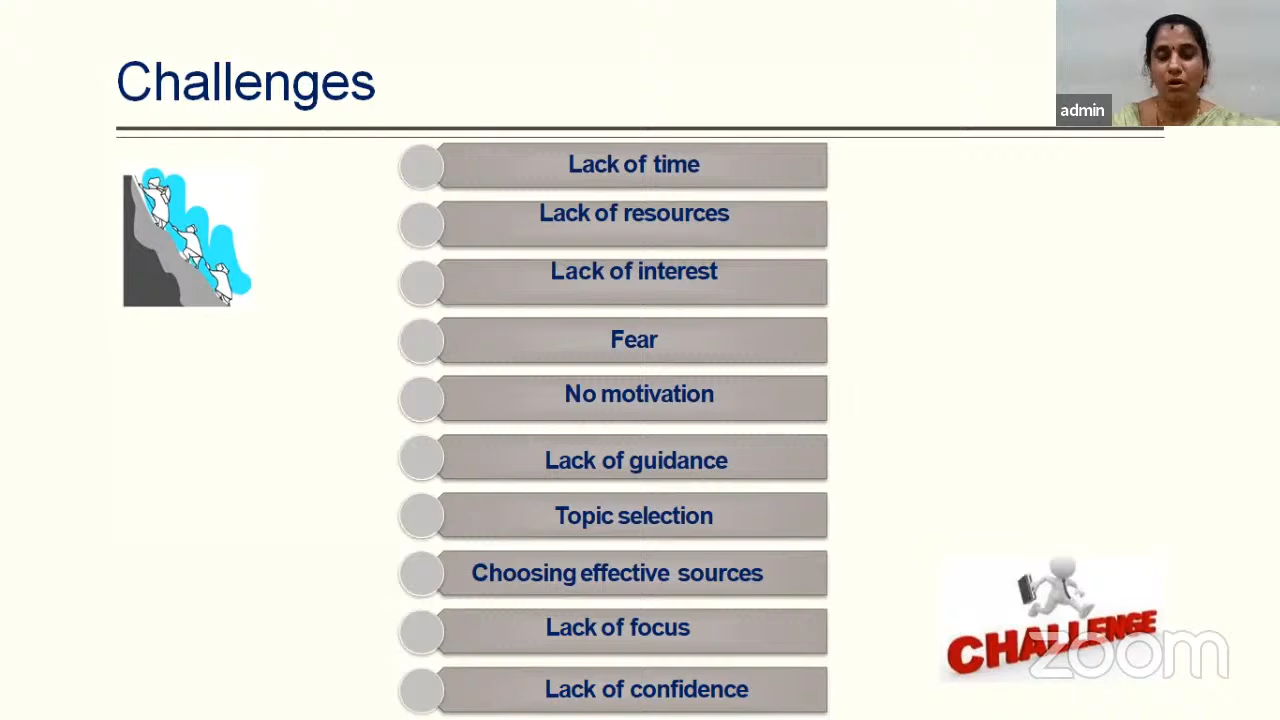 Challenges
admin
Lack of time
Lack of resources
Lack of interest
Fear
No motivation
Lack of guidance
Topic selection
Choosing effective sources
Lack of focus
Lack of confidence
CHALLENGE
zoom